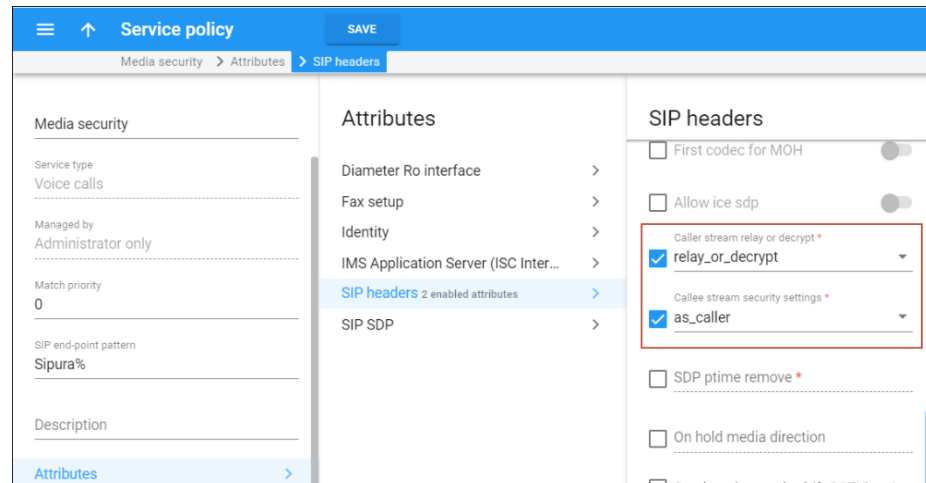 Service policy
SAVE
Media security > Attributes > SIP headers
Media security
Service type
Voice calls
Managed by
Administrator only
Match priority
0
SIP end-point pattern
Sipura%
Description
Attributes >
Attributes
Diameter Ro interface >
Fax setup >
Identity >
IMS Application Server (ISC Inter... >
SIP headers 2 enabled attributes >
SIP SDP >
SIP headers
First codec for MOH
Allow ice sdp
Caller stream relay or decrypt *
relay_or_decrypt
Callee stream security settings *
as_caller
SDP ptime remove *
On hold media direction